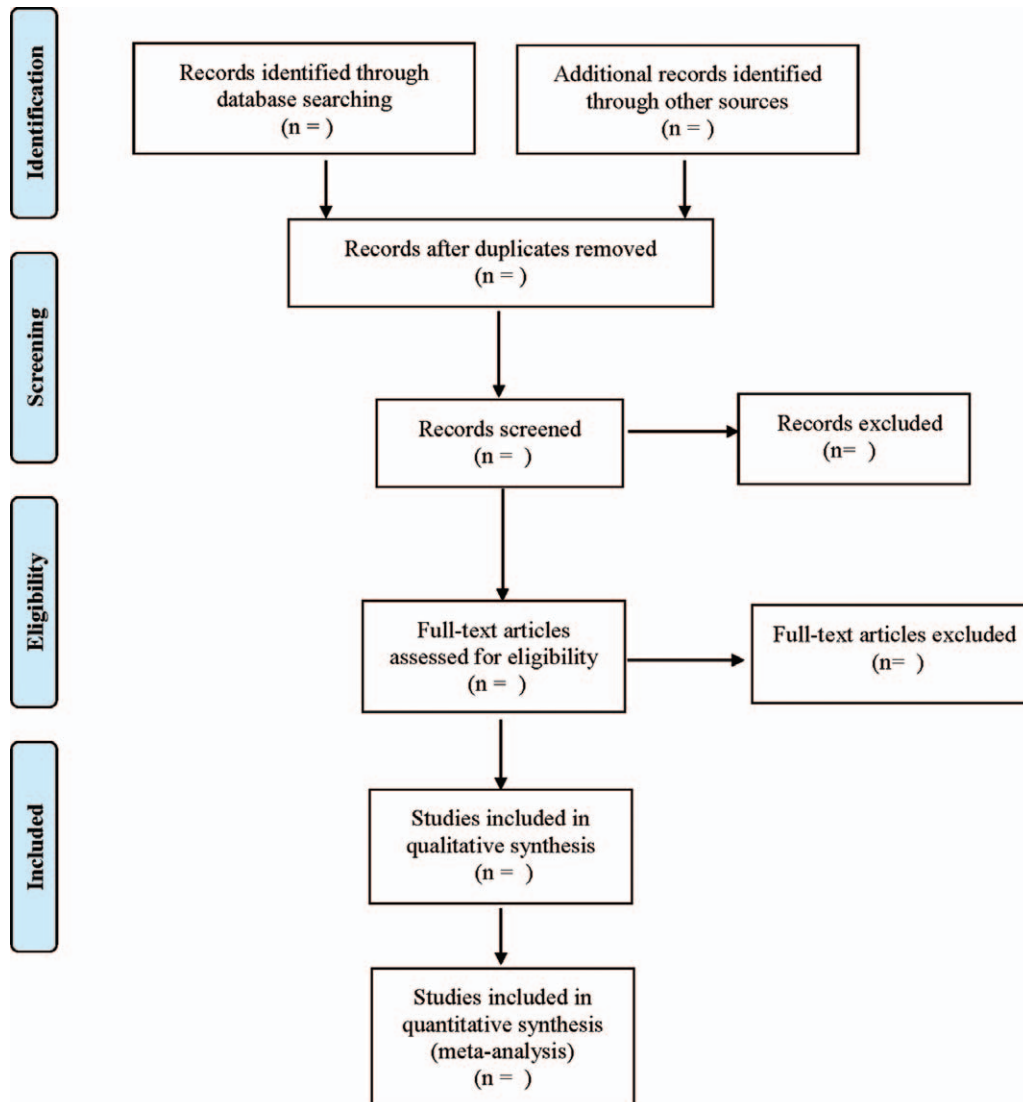 Identification
Records identified through
database searching
(n = )
Additional records identified
through other sources
(n = )
Records after duplicates removed
(n = )
Screening
Records screened
(n = )
Records excluded
(n= )
Eligibility
Full-text articles
assessed for eligibility
(n = )
Full-text articles excluded
(n= )
Included
Studies included in
qualitative synthesis
(n = )
Studies included in
quantitative synthesis
(meta-analysis)
(n = )